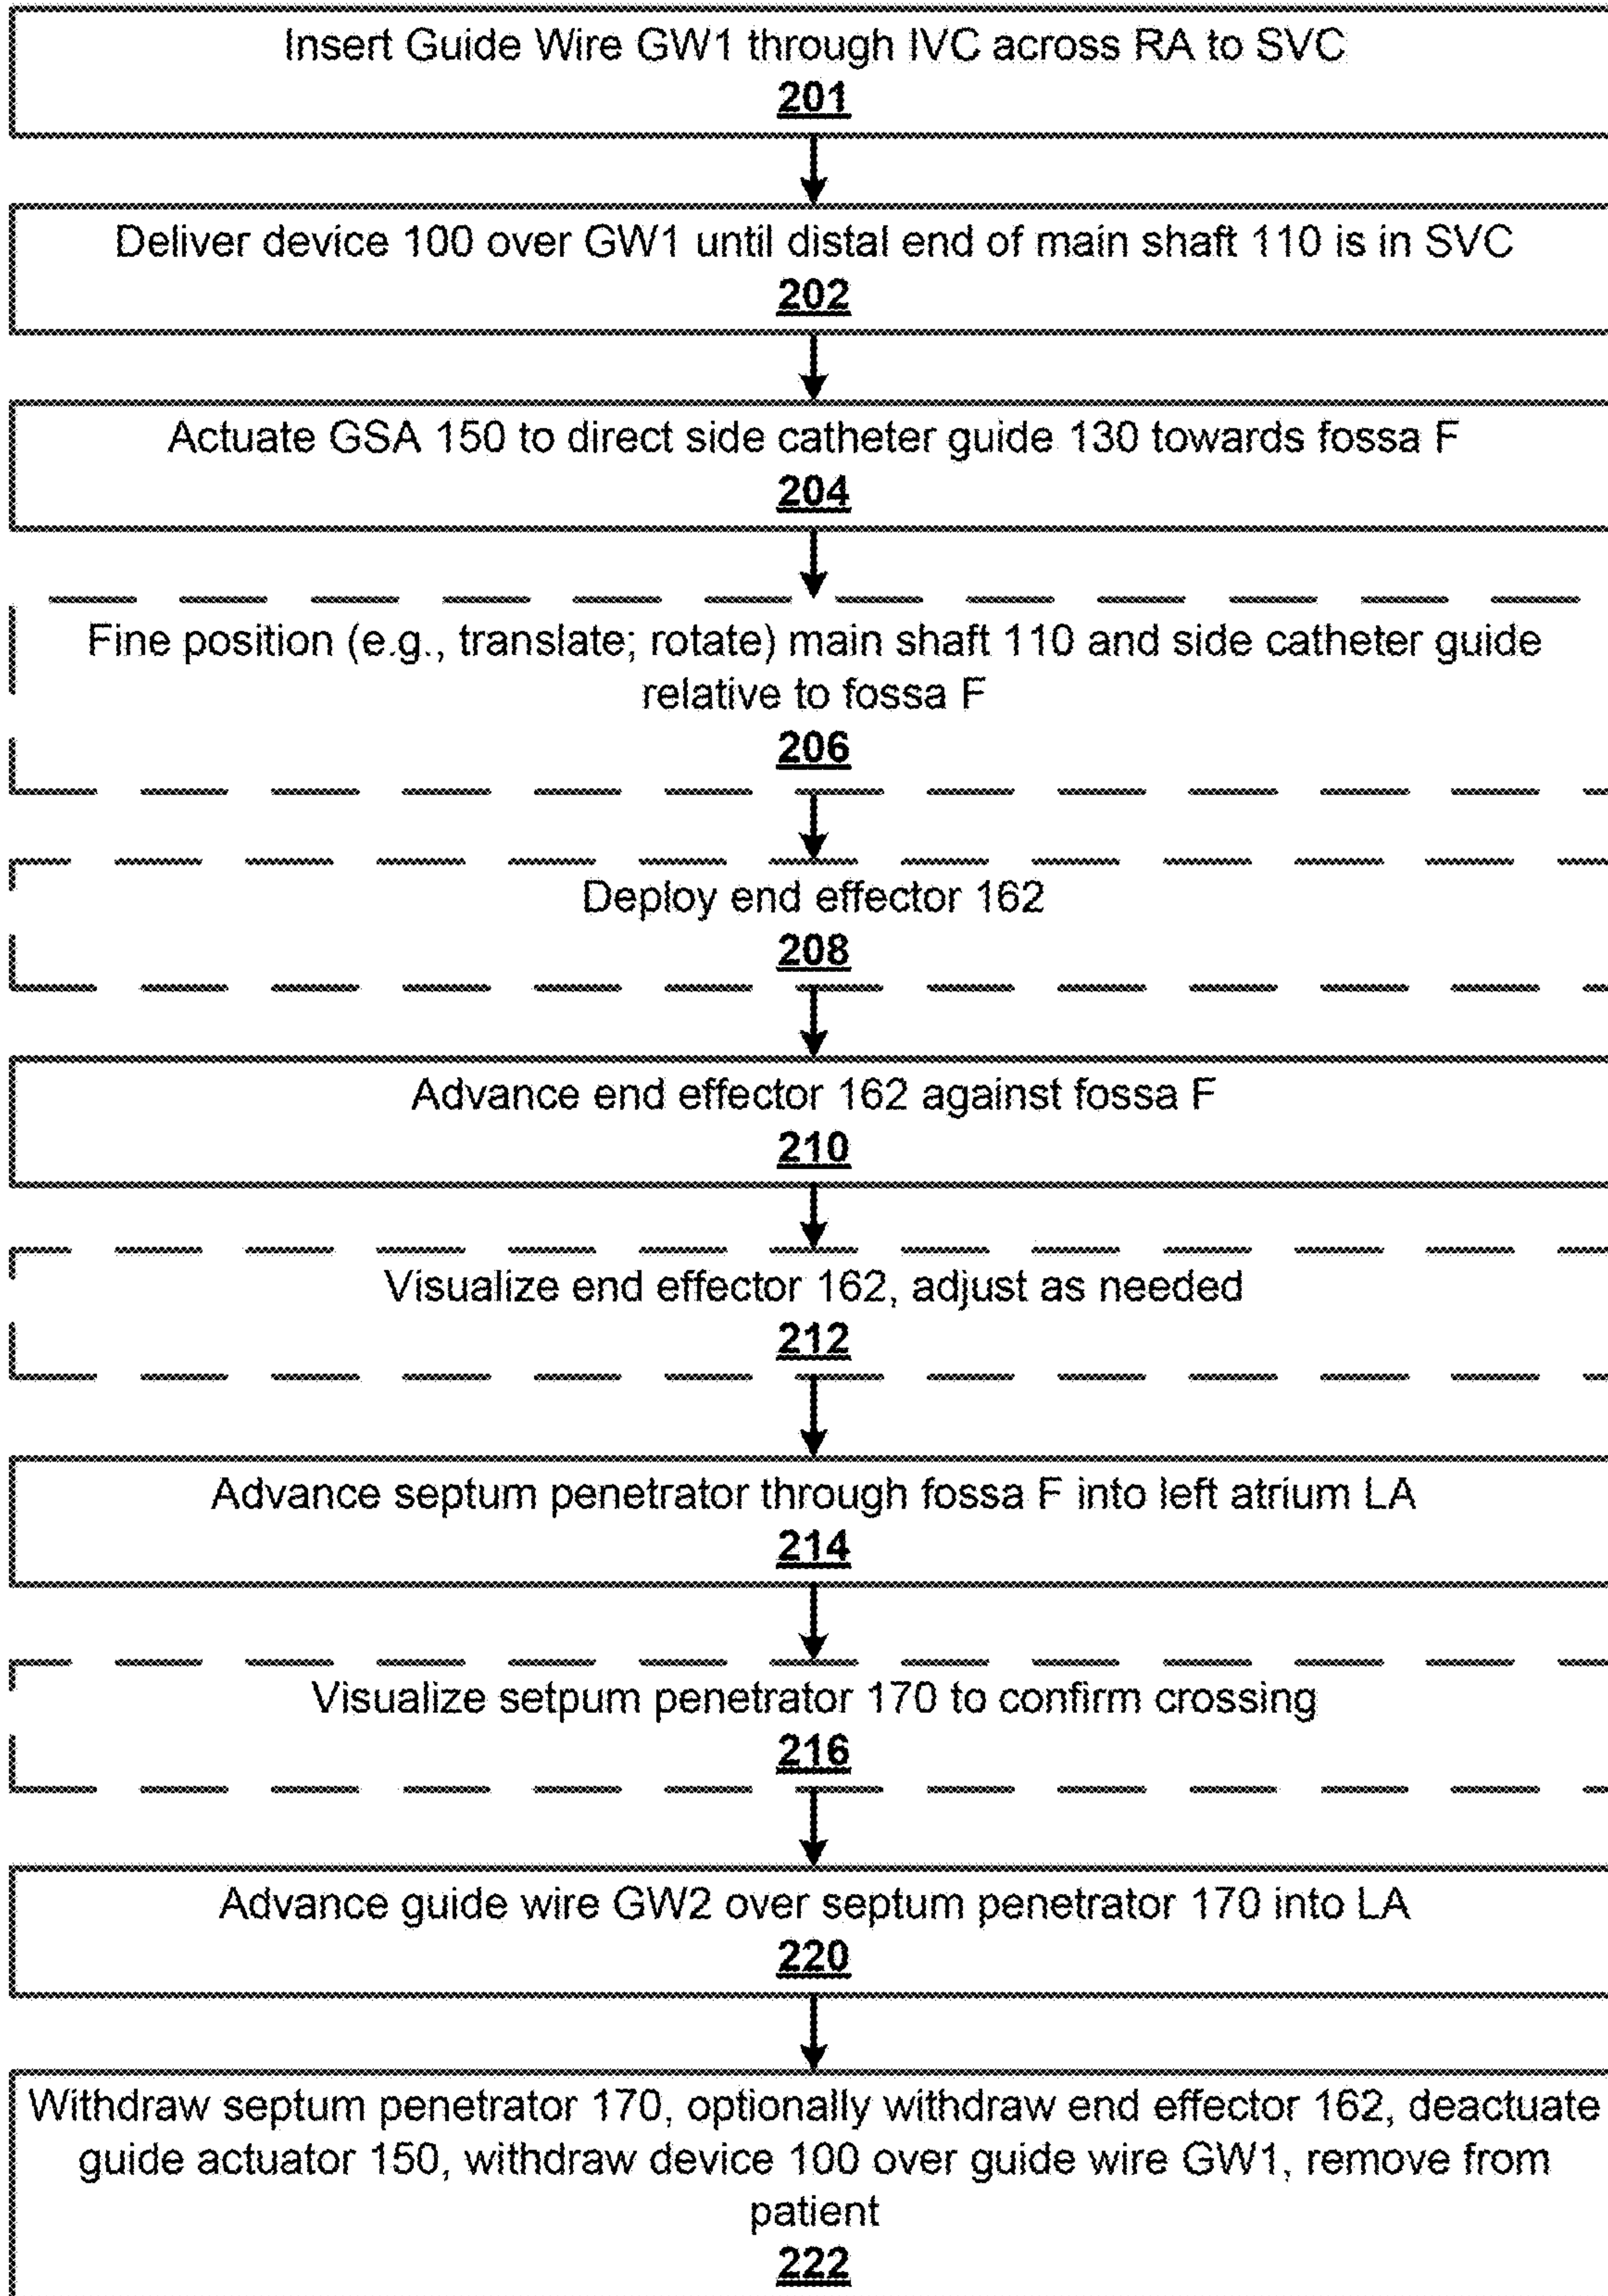 Insert Guide Wire GW1 through IVC across RA to SVC
201
Deliver device 100 over GW1 until distal end of main shaft 110 is in SVC
202
Actuate GSA 150 to direct side catheter guide 130 towards fossa F
204
Fine position (e.g., translate; rotate) main shaft 110 and side catheter guide
relative to fossa F
206
Deploy end effector 162
208
Advance end effector 162 against fossa F
210
Visualize end effector 162, adjust as needed
212
Advance septum penetrator through fossa F into left atrium LA
214
Visualize setpum penetrator 170 to confirm crossing
216
Advance guide wire GW2 over septum penetrator 170 into LA
220
Withdraw septum penetrator 170, optionally withdraw end effector 162, deactuate
guide actuator 150, withdraw device 100 over guide wire GW1, remove from
patient
222